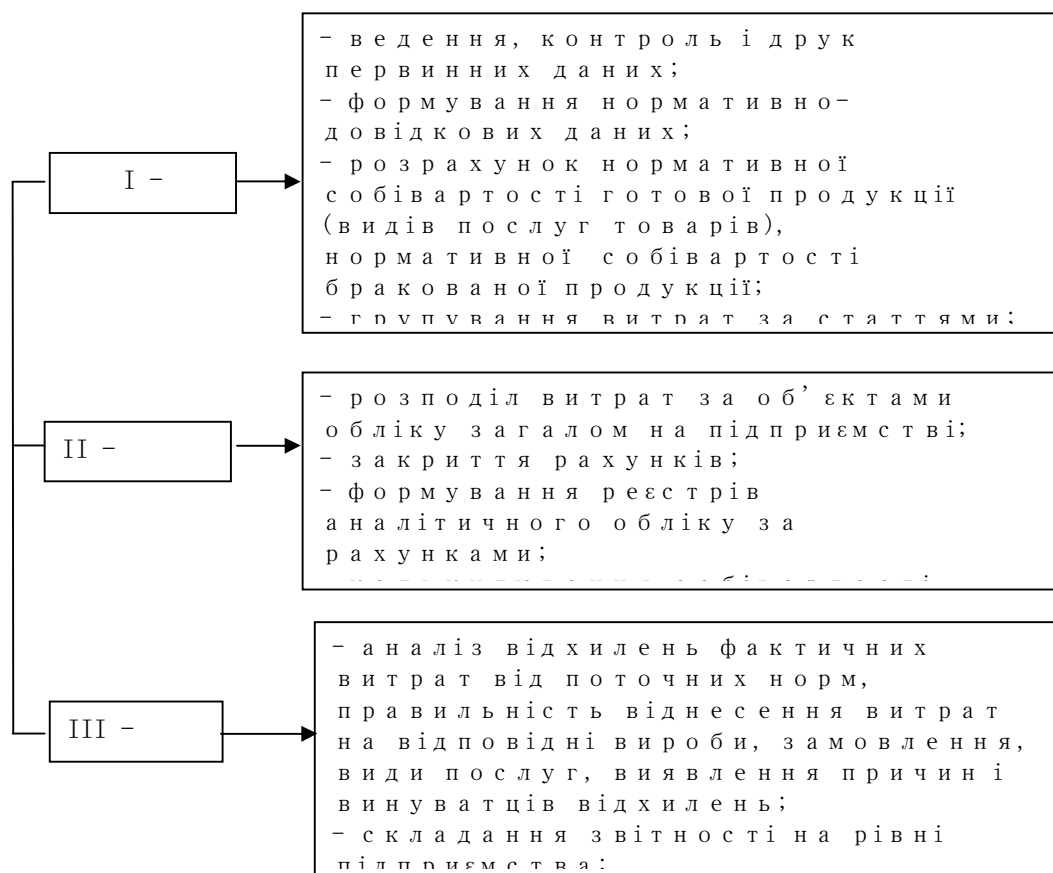 I –
– ведення, контроль і друк
первинних даних;
– формування нормативно–
довідкових даних;
– розрахунок нормативної
собівартості готової продукції
(видів послуг товарів),
нормативної собівартості
бракованої продукції;
– групування витрат за статтями;
II –
– розподіл витрат за об’єктами
обліку загалом на підприємстві;
– закриття рахунків;
– формування реєстрів
аналітичного обліку за
рахунками;
III –
– аналіз відхилень фактичних
витрат від поточних норм,
правильність віднесення витрат
на відповідні вироби, замовлення,
види послуг, виявлення причин і
винуватців відхилень;
– складання звітності на рівні
підприємства;